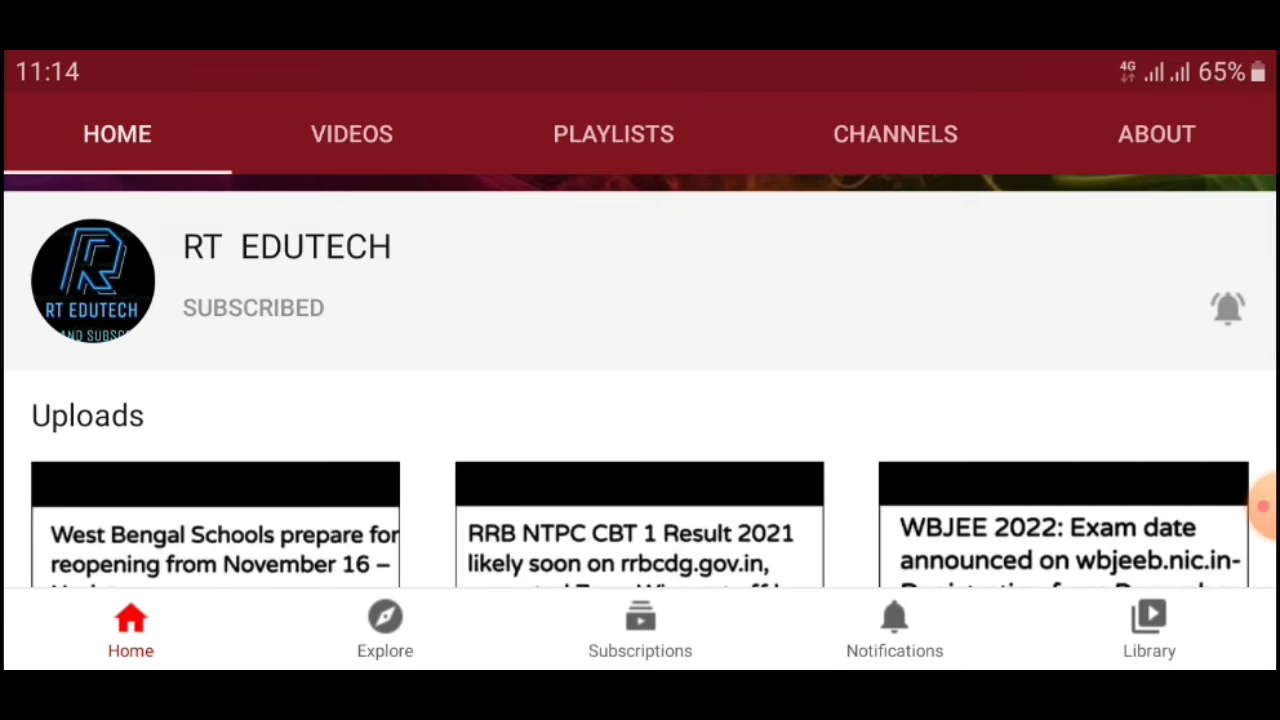 11:14
4G
65%
HOME VIDEOS PLAYLISTS CHANNELS ABOUT
RT EDUTECH
SUBSCRIBED
RT EDUTECH
AND SUBS
Uploads
West Bengal Schools prepare for
reopening from November 16 –
RRB NTPC CBT 1 Result 2021
likely soon on rrbcdg.gov.in,
WBJEE 2022: Exam date
announced on wbjeeb.nic.in-
Home Explore Subscriptions Notifications Library